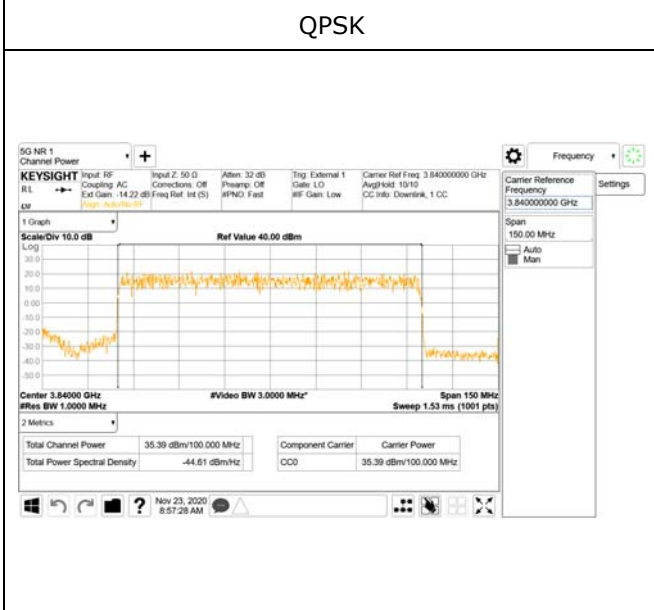 QPSK
5G NR 1
Channel Power
Frequency
KEYSIGHT
RL
Input: RF
Coupling: AC
Ext Gain: -14.22 dB
Align: Auto/No RF
Input Z: 50 Ω
Corrections: Off
Freq Ref: Int (S)
Atten: 32 dB
Preamp: Off
#PNO: Fast
Trig: External 1
Gate: LO
#IF Gain: Low
Carrier Ref Freq: 3.840000000 GHz
Avg|Hold: 10/10
CC Info: Downlink, 1 CC
Carrier Reference
Frequency
3.840000000 GHz
Settings
Span
150.00 MHz
Auto
Man
1 Graph
Scale/Div 10.0 dB
Ref Value 40.00 dBm
Log
30.0
20.0
10.0
0.00
-10.0
-20.0
-30.0
-40.0
-50.0
Center 3.84000 GHz
#Video BW 3.0000 MHz*
Span 150 MHz
#Res BW 1.0000 MHz
Sweep 1.53 ms (1001 pts)
2 Metrics
Total Channel Power 35.39 dBm/100.000 MHz
Total Power Spectral Density -44.61 dBm/Hz
Component Carrier Carrier Power
CC0 35.39 dBm/100.000 MHz
?
Nov 23, 2020
8:57:28 AM